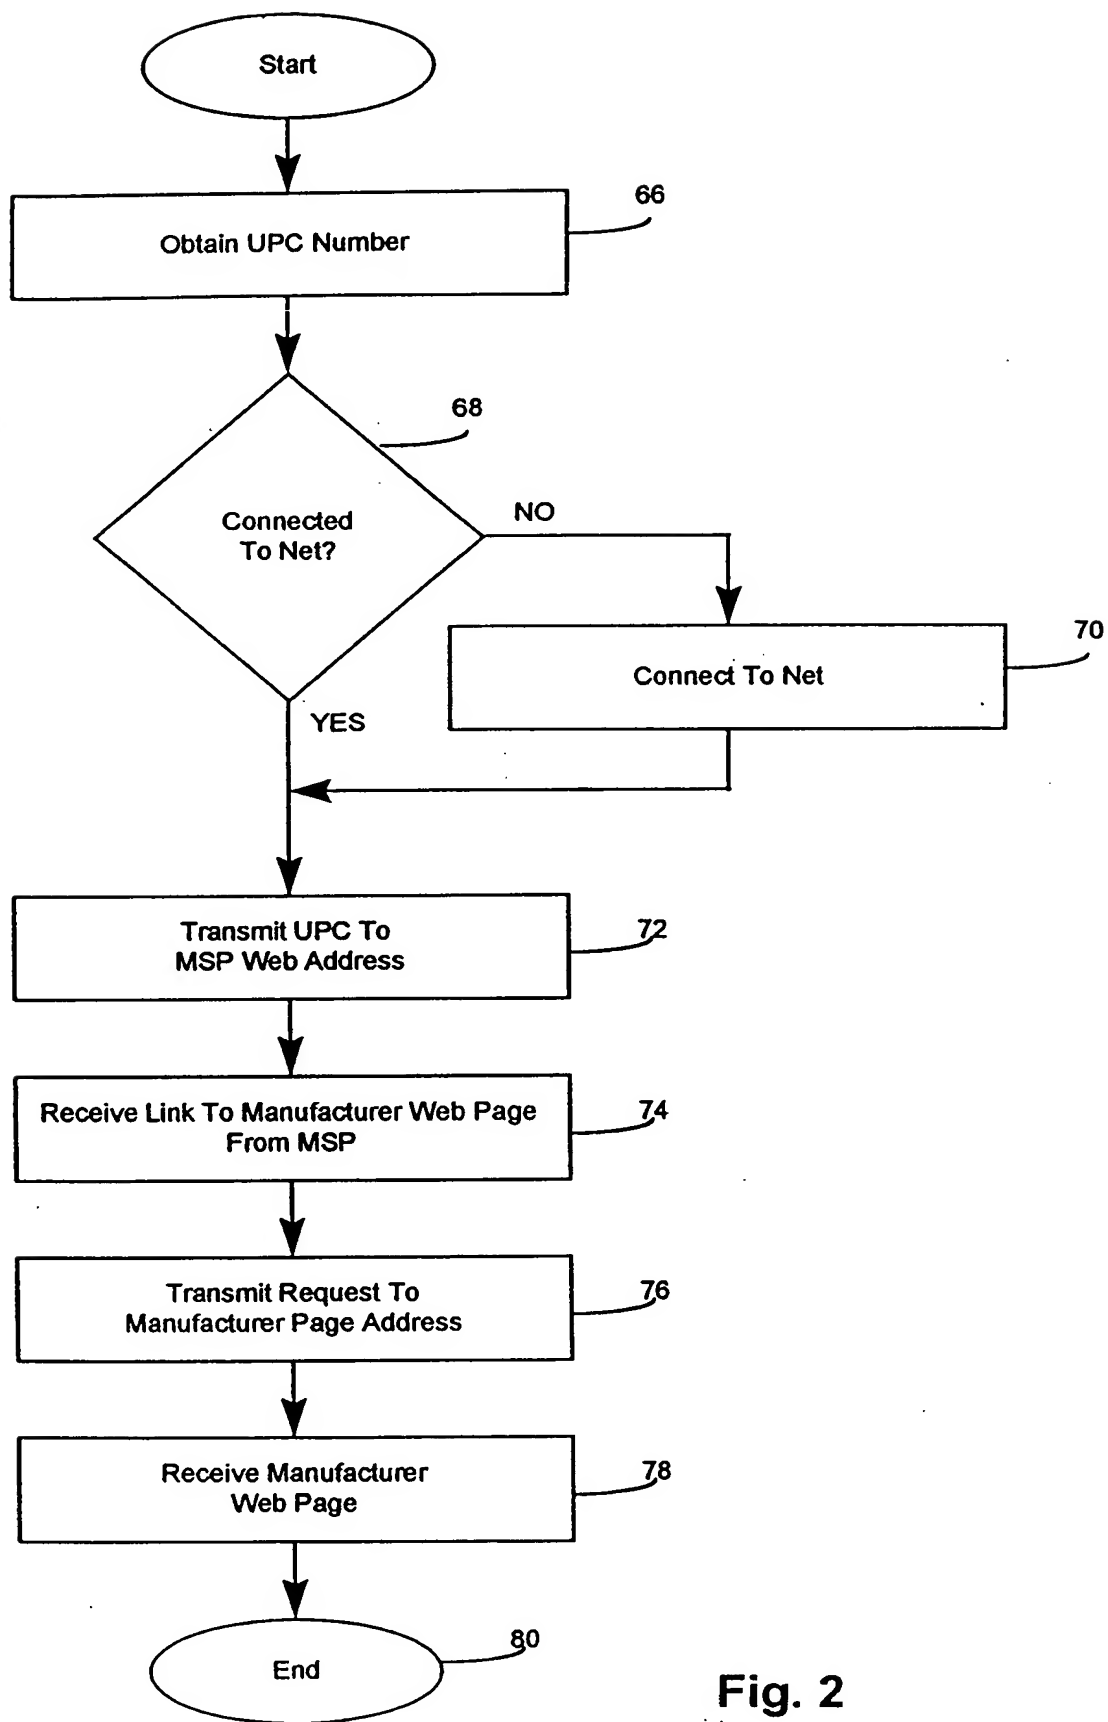 Start
66
Obtain UPC Number
68
Connected
To Net?
NO
YES
70
Connect To Net
72
Transmit UPC To
MSP Web Address
74
Receive Link To Manufacturer Web Page
From MSP
76
Transmit Request To
Manufacturer Page Address
78
Receive Manufacturer
Web Page
80
End
Fig. 2